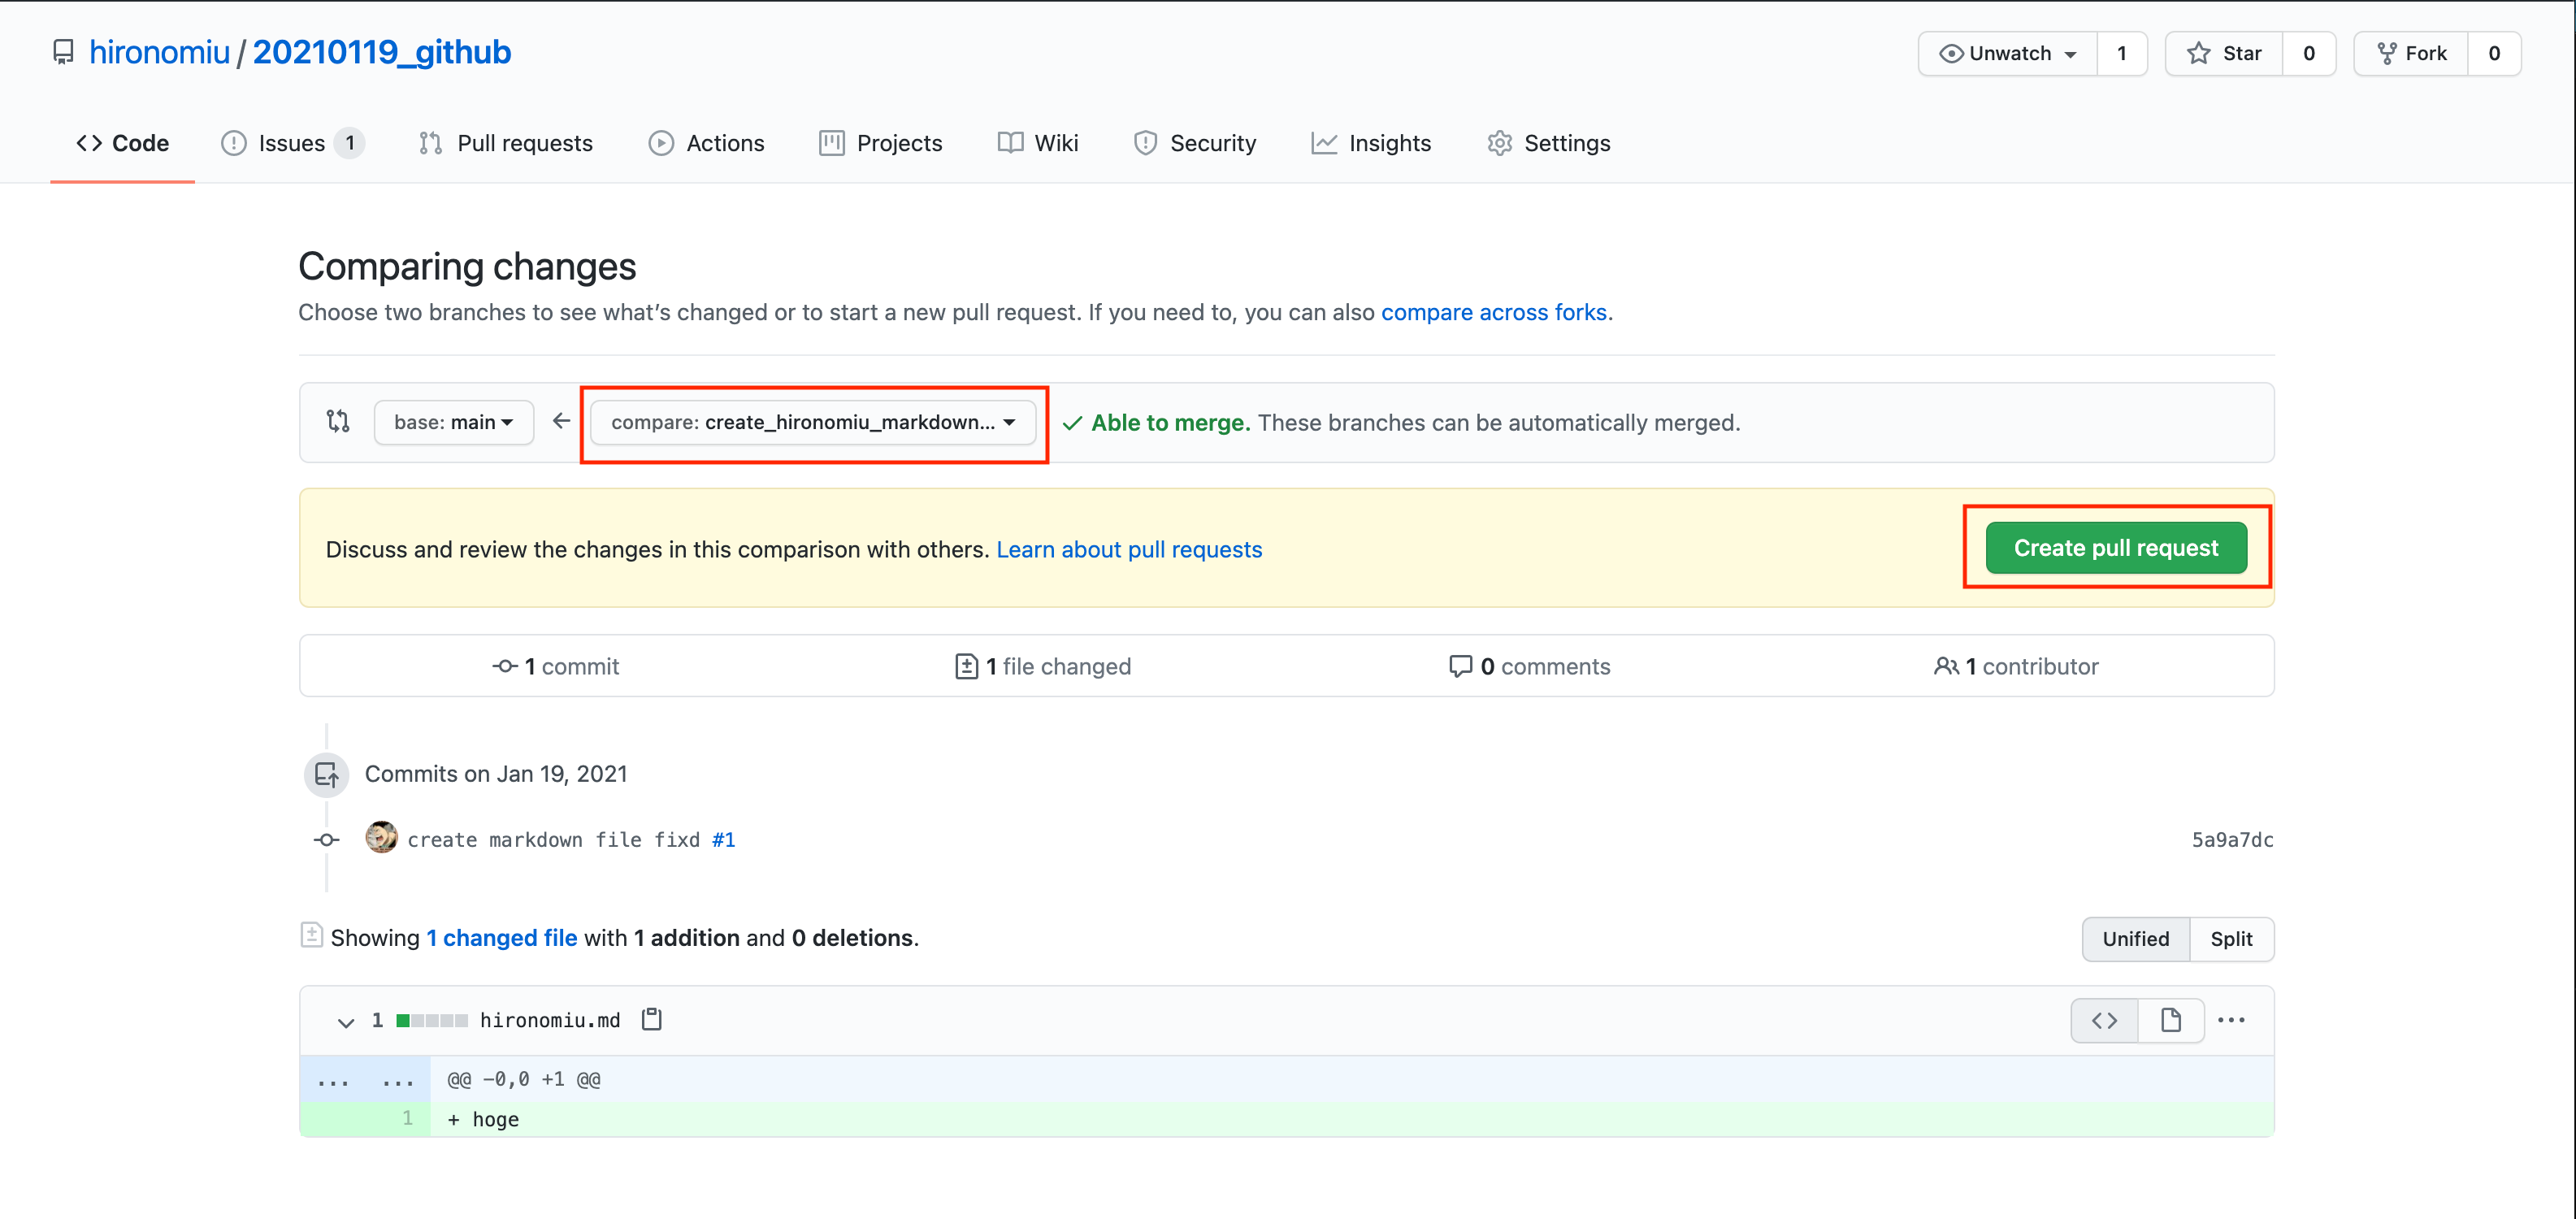 hironomiu / 20210119_github
Unwatch 1 Star 0 Fork 0
Code Issues 1 Pull requests Actions Projects Wiki Security Insights Settings
Comparing changes
Choose two branches to see what’s changed or to start a new pull request. If you need to, you can also compare across forks.
base: main compare: create_hironomiu_markdown... Able to merge. These branches can be automatically merged.
Discuss and review the changes in this comparison with others. Learn about pull requests
Create pull request
1 commit 1 file changed 0 comments 1 contributor
Commits on Jan 19, 2021
create markdown file fixd #1 5a9a7dc
Showing 1 changed file with 1 addition and 0 deletions.
Unified Split
1 hironomiu.md
... ... @@ -0,0 +1 @@
1 + hoge